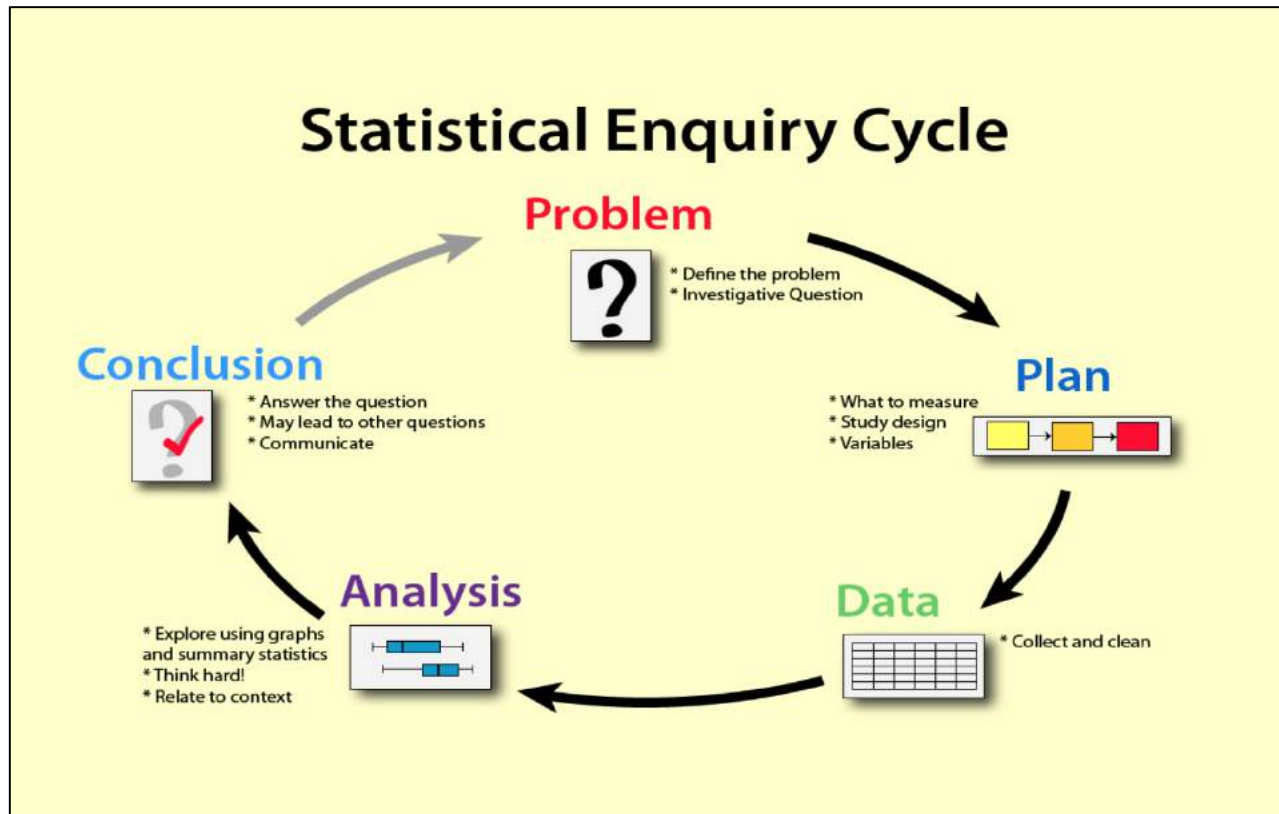 Statistical Enquiry Cycle
Problem
* Define the problem
* Investigative Question
Plan
* What to measure
* Study design
* Variables
Data
* Collect and clean
Analysis
* Explore using graphs
and summary statistics
* Think hard!
* Relate to context
Conclusion
* Answer the question
* May lead to other questions
* Communicate